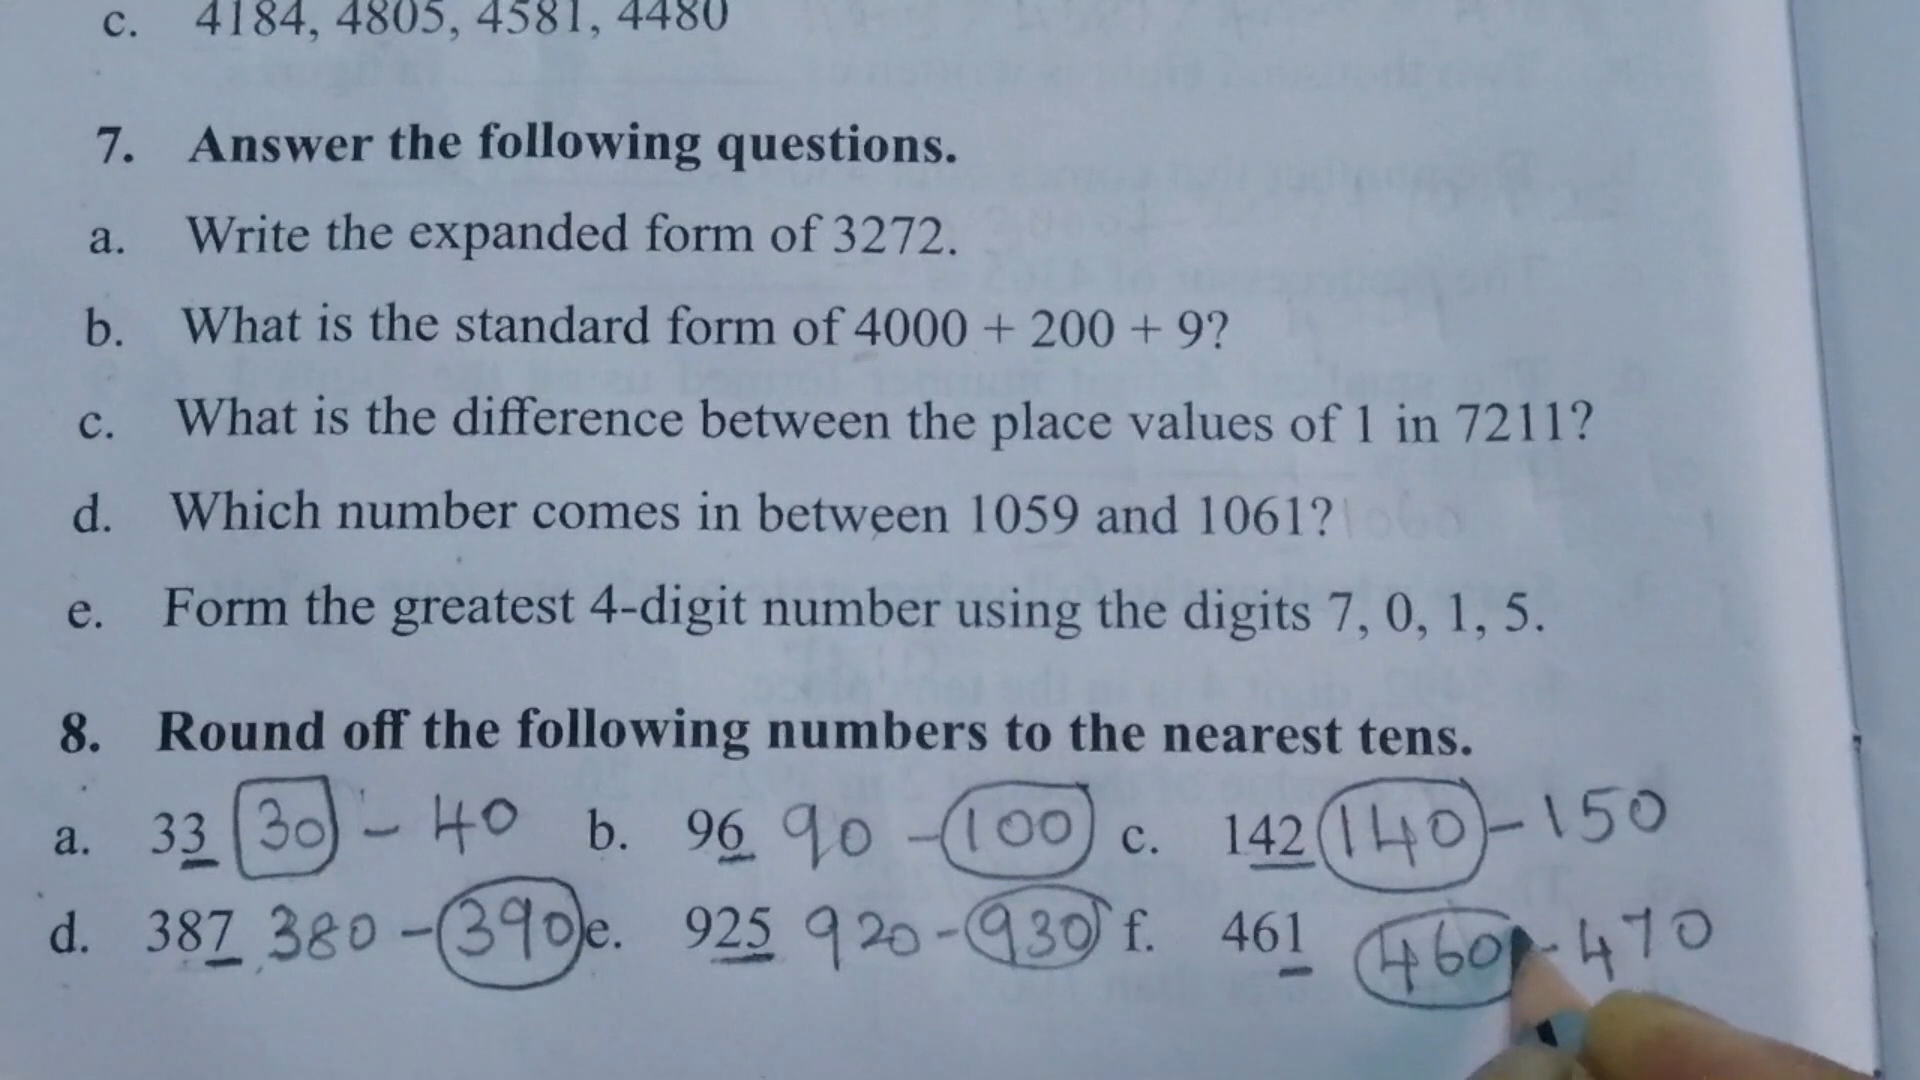 c. 4184, 4805, 4581, 4480
7. Answer the following questions.
a. Write the expanded form of 3272.
b. What is the standard form of 4000 + 200 + 9?
c. What is the difference between the place values of 1 in 7211?
d. Which number comes in between 1059 and 1061? 1060
e. Form the greatest 4-digit number using the digits 7, 0, 1, 5.
8. Round off the following numbers to the nearest tens.
a. 33 30 - 40 b. 96 90 - 100 c. 142 140 - 150
d. 387 380 - 390 e. 925 920 - 930 f. 461 460 - 470